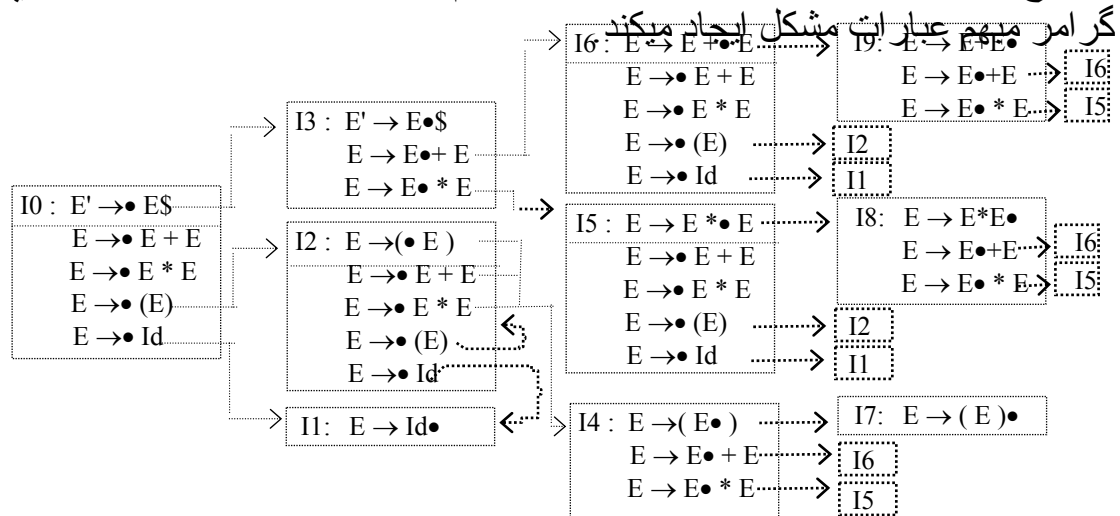 گرامر مبهم عبارات مشکل ایجاد میکند.
I0 : E' →• E$
E →• E + E
E →• E * E
E →• (E)
E →• Id
I3 : E' → E•$
E → E•+ E
E → E• * E
I2 : E →(• E )
E →• E + E
E →• E * E
E →• (E)
E →• Id
I1: E → Id•
I6 : E → E +• E
E →• E + E
E →• E * E
E →• (E)
E →• Id
I5 : E → E *• E
E →• E + E
E →• E * E
E →• (E)
E →• Id
I4 : E →( E• )
E → E• + E
E → E• * E
I9: E → E+E•
E → E•+E
E → E• * E
I6
I5
I2
I1
I8: E → E*E•
E → E•+E
E → E• * E
I6
I5
I2
I1
I7: E → ( E )•
I6
I5